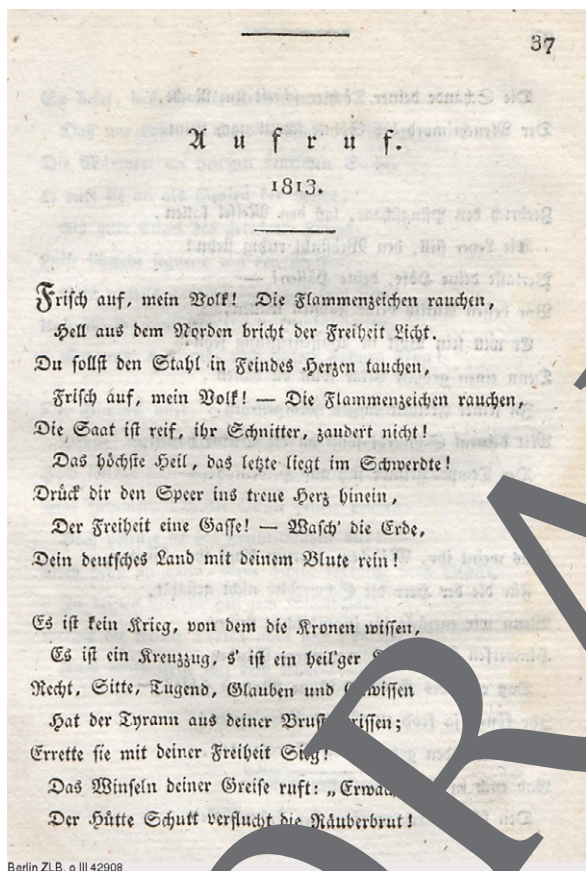 37
Aufruf.
1813.
Frisch auf, mein Volk! Die Flammenzeichen rauchen,
Hell aus dem Norden bricht der Freiheit Licht.
Du sollst den Stahl in Feindes Herzen tauchen,
Frisch auf, mein Volk! — Die Flammenzeichen rauchen,
Die Saat ist reif, ihr Schnitter, zaudert nicht!
Das höchste Heil, das letzte liegt im Schwerdte!
Drück dir den Speer ins treue Herz hinein,
Der Freiheit eine Gasse! — Wasch' die Erde,
Dein deutsches Land mit deinem Blute rein!
Es ist kein Krieg, von dem die Kronen wissen,
Es ist ein Kreuzzug, s' ist ein heil'ger
Recht, Sitte, Tugend, Glauben und Gewissen
Hat der Tyrann aus deiner Brust
Errette sie mit deiner Freiheit Sieg!
Das Winseln deiner Greise ruft:
Der Hütte Schutt verflucht die Räuberbrut!
Berlin ZLB, o III 42908